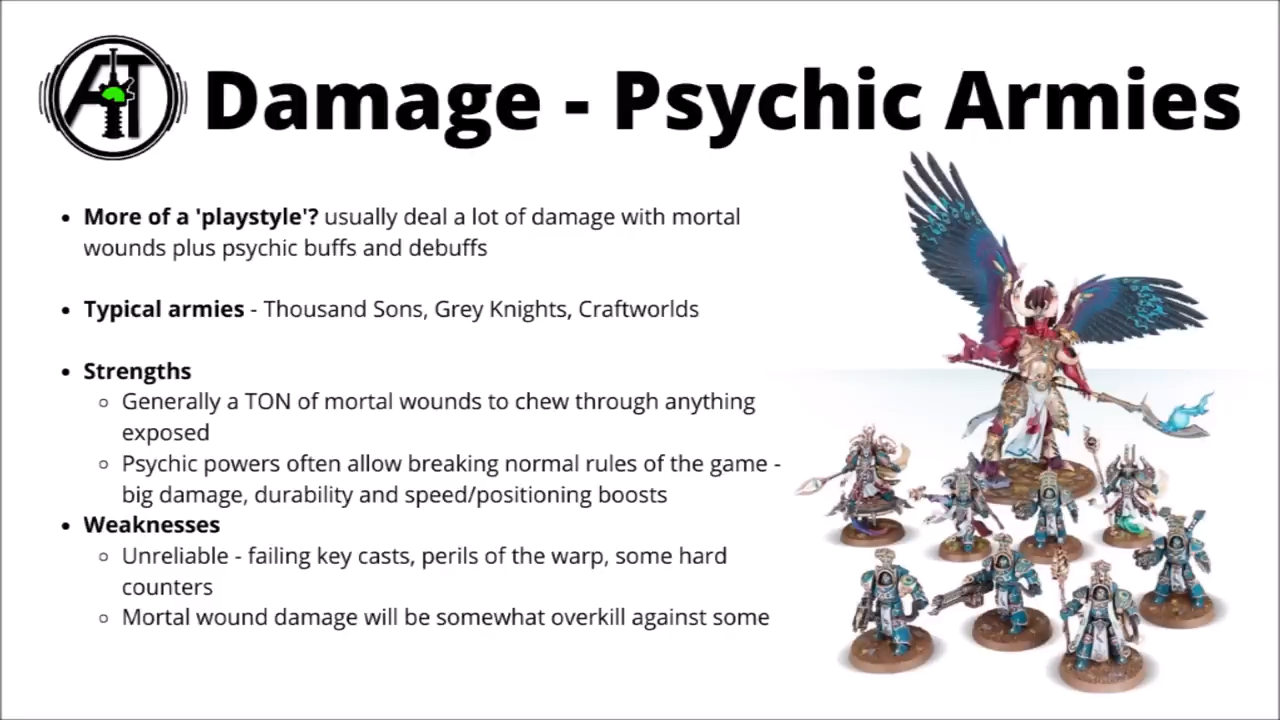 AT
Damage - Psychic Armies
• More of a 'playstyle'? usually deal a lot of damage with mortal
wounds plus psychic buffs and debuffs
• Typical armies - Thousand Sons, Grey Knights, Craftworlds
• Strengths
◦ Generally a TON of mortal wounds to chew through anything
exposed
◦ Psychic powers often allow breaking normal rules of the game -
big damage, durability and speed/positioning boosts
• Weaknesses
◦ Unreliable - failing key casts, perils of the warp, some hard
counters
◦ Mortal wound damage will be somewhat overkill against some